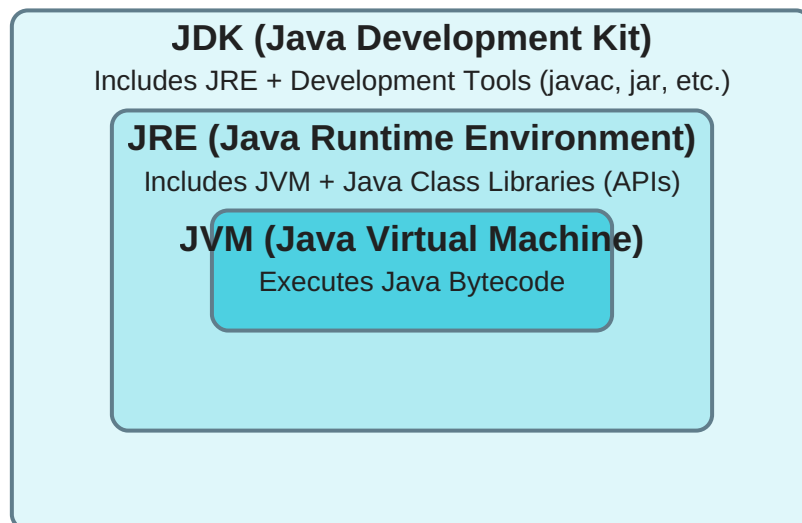 JDK (Java Development Kit)
Includes JRE + Development Tools (javac, jar, etc.)
JRE (Java Runtime Environment)
Includes JVM + Java Class Libraries (APIs)
JVM (Java Virtual Machine)
Executes Java Bytecode